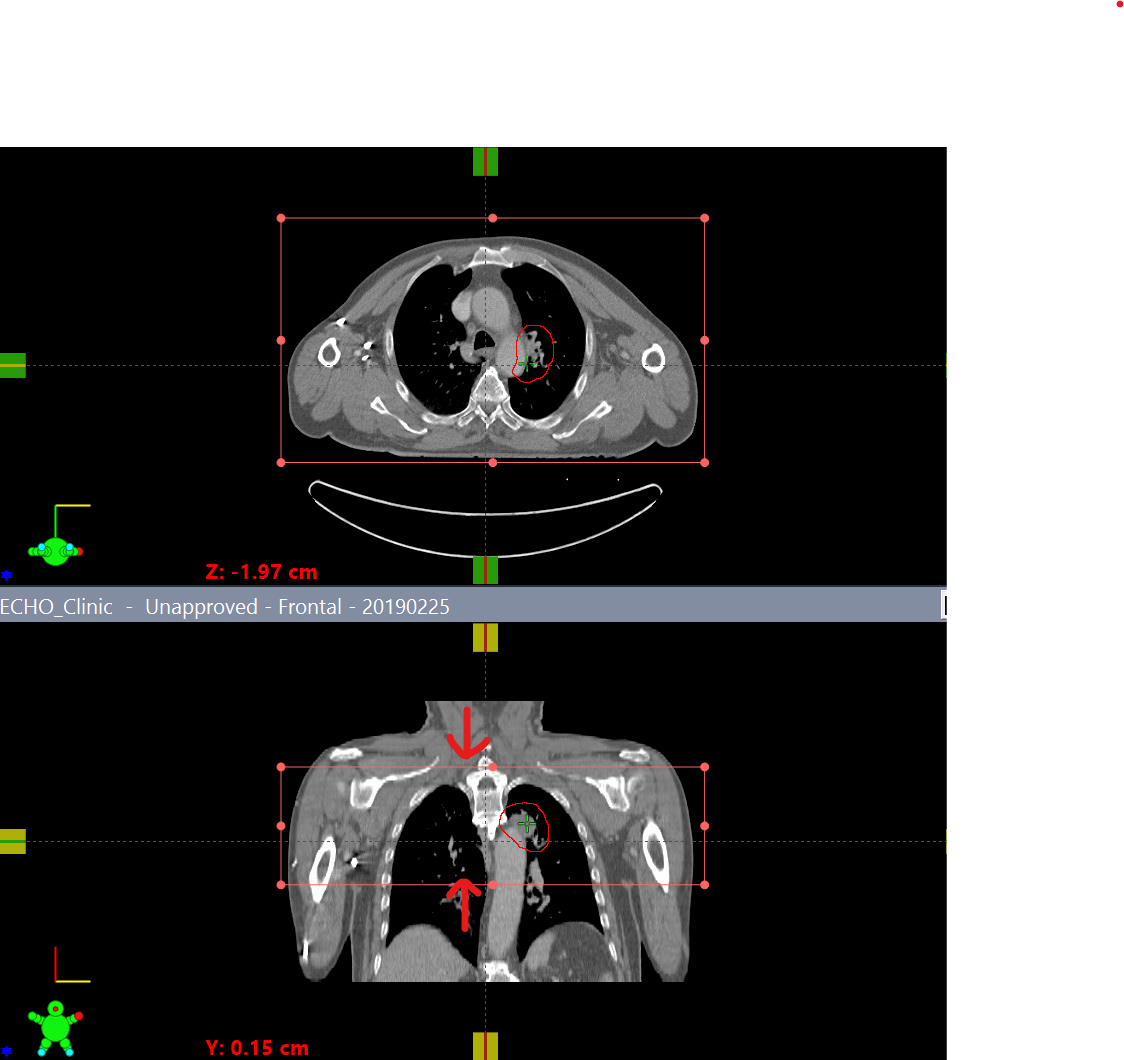 Z: -1.97 cm
ECHO_Clinic - Unapproved - Frontal - 20190225
Y: 0.15 cm